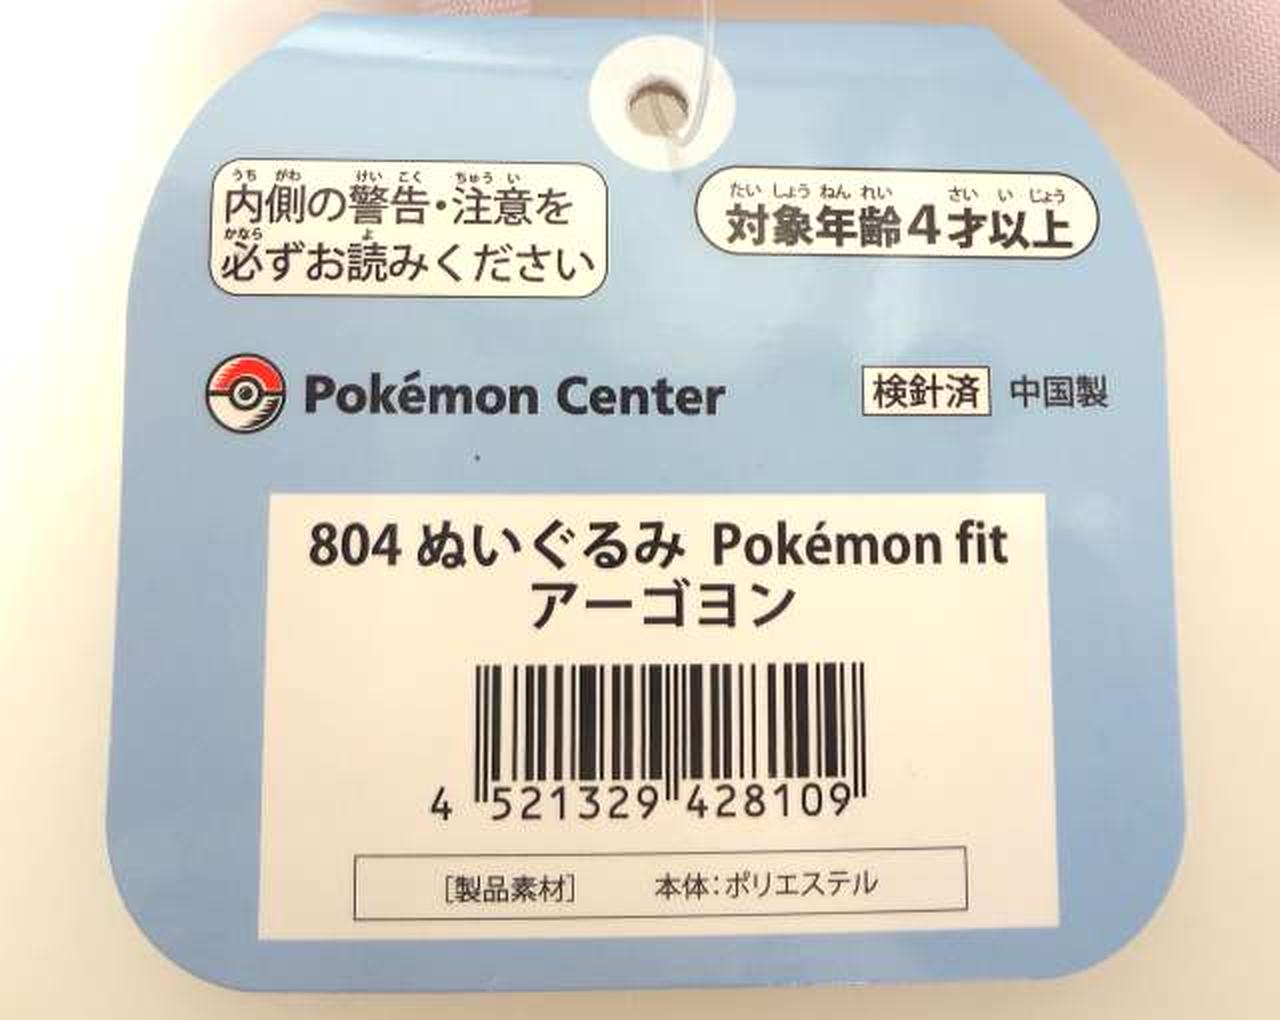 うち がわ けい こく ちゅう い
内側の警告・注意を
かなら よ
必ずお読みください
たい しょう ねん れい さい い じょう
対象年齢4才以上
Pokémon Center
検針済 中国製
804 ぬいぐるみ Pokémon fit
アーゴヨン
4 521329 428109
[製品素材] 本体:ポリエステル